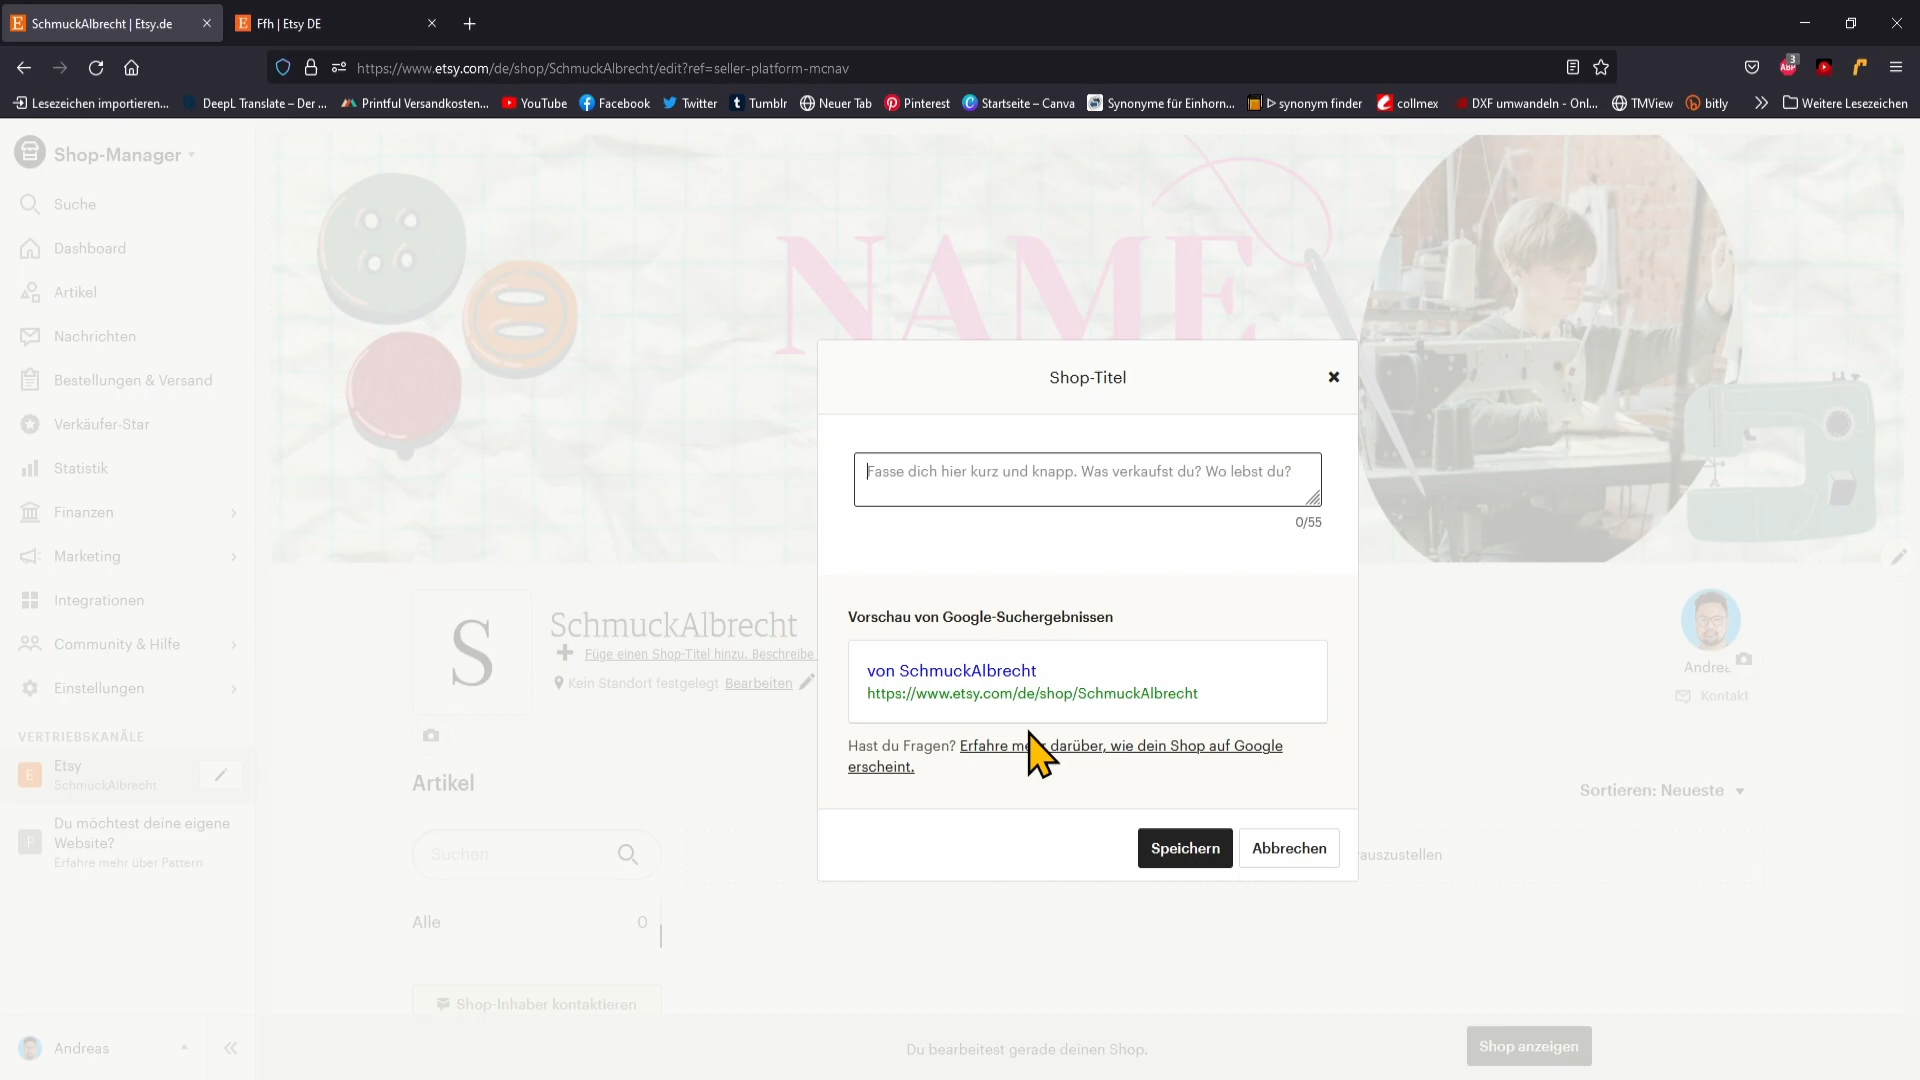 SchmuckAlbrecht | Etsy.de
Ffh | Etsy DE
https://www.etsy.com/de/shop/SchmuckAlbrecht/edit?ref=seller-platform-mcnav
3
ABP
Lesezeichen importieren...
DeepL Translate – Der ...
Printful Versandkosten...
YouTube
Facebook
Twitter
Tumblr
Neuer Tab
Pinterest
Startseite – Canva
Synonyme für Einhorn...
ᐅ synonym finder
collmex
DXF umwandeln - Onl...
TMView
bitly
Weitere Lesezeichen
Shop-Manager
Suche
Dashboard
Artikel
Nachrichten
Bestellungen & Versand
Verkäufer-Star
Statistik
Finanzen
Marketing
Integrationen
Community & Hilfe
Einstellungen
VERTRIEBSKANÄLE
E
Etsy
SchmuckAlbrecht
P
Du möchtest deine eigene
Website?
Erfahre mehr über Pattern
Andreas
NAME
S
SchmuckAlbrecht
Füge einen Shop-Titel hinzu. Beschreibe
Kein Standort festgelegt Bearbeiten
Kontakt
Artikel
Sortieren: Neueste
Suchen
auszustellen
Alle 0
Shop-Inhaber kontaktieren
Shop-Titel
Fasse dich hier kurz und knapp. Was verkaufst du? Wo lebst du?
0/55
Vorschau von Google-Suchergebnissen
von SchmuckAlbrecht
https://www.etsy.com/de/shop/SchmuckAlbrecht
Hast du Fragen? Erfahre mehr darüber, wie dein Shop auf Google
erscheint.
Speichern
Abbrechen
Du bearbeitest gerade deinen Shop.
Shop anzeigen